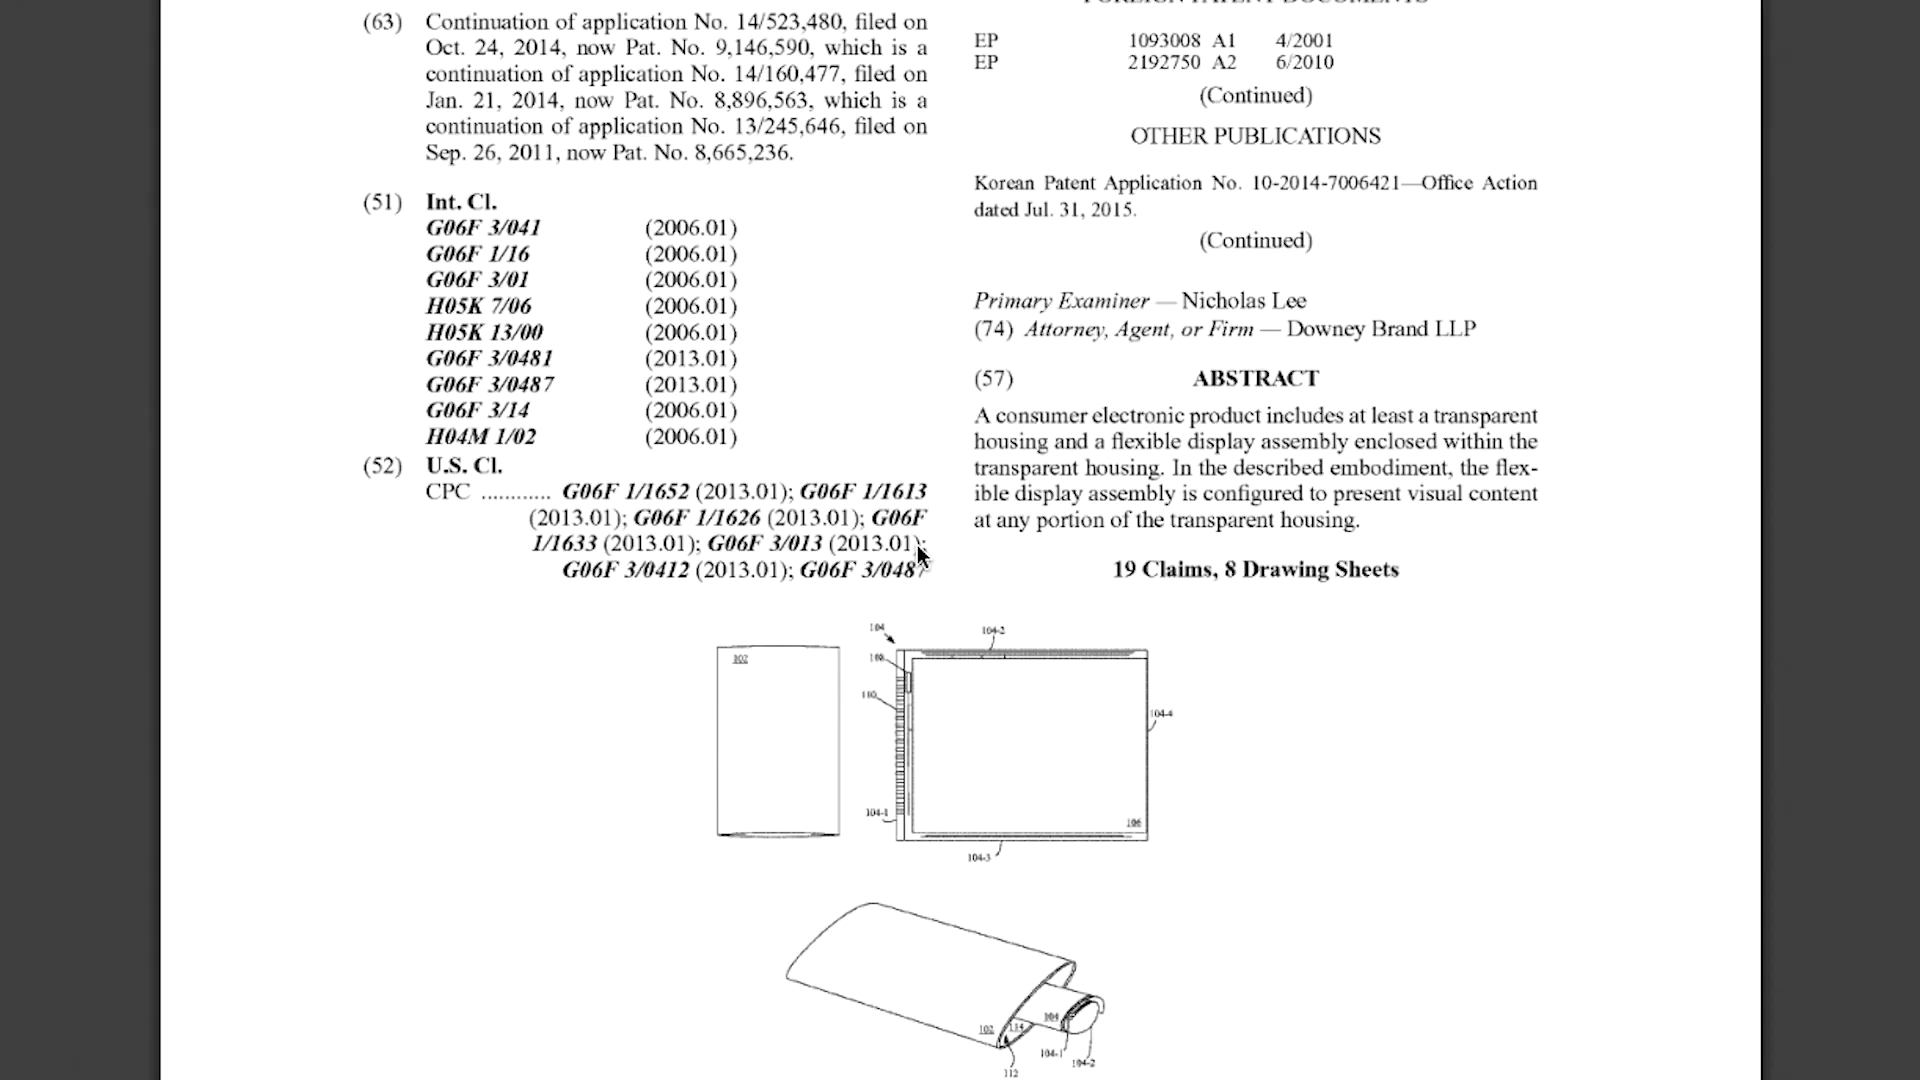 (63) Continuation of application No. 14/523,480, filed on
Oct. 24, 2014, now Pat. No. 9,146,590, which is a
continuation of application No. 14/160,477, filed on
Jan. 21, 2014, now Pat. No. 8,896,563, which is a
continuation of application No. 13/245,646, filed on
Sep. 26, 2011, now Pat. No. 8,665,236.
(51) Int. Cl.
G06F 3/041 (2006.01)
G06F 1/16 (2006.01)
G06F 3/01 (2006.01)
H05K 7/06 (2006.01)
H05K 13/00 (2006.01)
G06F 3/0481 (2013.01)
G06F 3/0487 (2013.01)
G06F 3/14 (2006.01)
H04M 1/02 (2006.01)
(52) U.S. Cl.
CPC ............ G06F 1/1652 (2013.01); G06F 1/1613
(2013.01); G06F 1/1626 (2013.01); G06F
1/1633 (2013.01); G06F 3/013 (2013.01);
G06F 3/0412 (2013.01); G06F 3/0487
FOREIGN PATENT DOCUMENTS
EP 1093008 A1 4/2001
EP 2192750 A2 6/2010
(Continued)
OTHER PUBLICATIONS
Korean Patent Application No. 10-2014-7006421—Office Action
dated Jul. 31, 2015.
(Continued)
Primary Examiner — Nicholas Lee
(74) Attorney, Agent, or Firm — Downey Brand LLP
(57) ABSTRACT
A consumer electronic product includes at least a transparent
housing and a flexible display assembly enclosed within the
transparent housing. In the described embodiment, the flex-
ible display assembly is configured to present visual content
at any portion of the transparent housing.
19 Claims, 8 Drawing Sheets
104
104-2
102
108
110
104-4
104-1
106
104-3
104
102
114
104-1
104-2
112